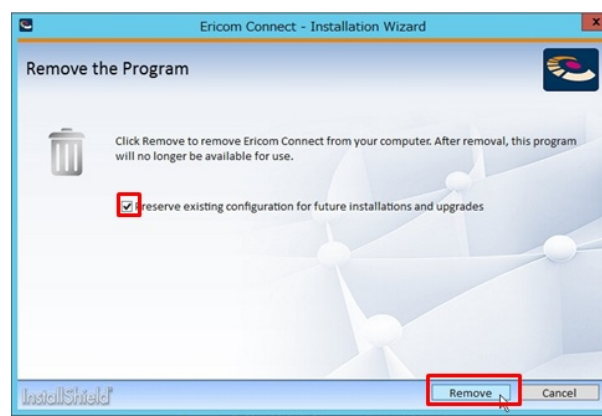 Ericom Connect - Installation Wizard
x
Remove the Program
Click Remove to remove Ericom Connect from your computer. After removal, this program
will no longer be available for use.
Preserve existing configuration for future installations and upgrades
InstallShield
Remove
Cancel